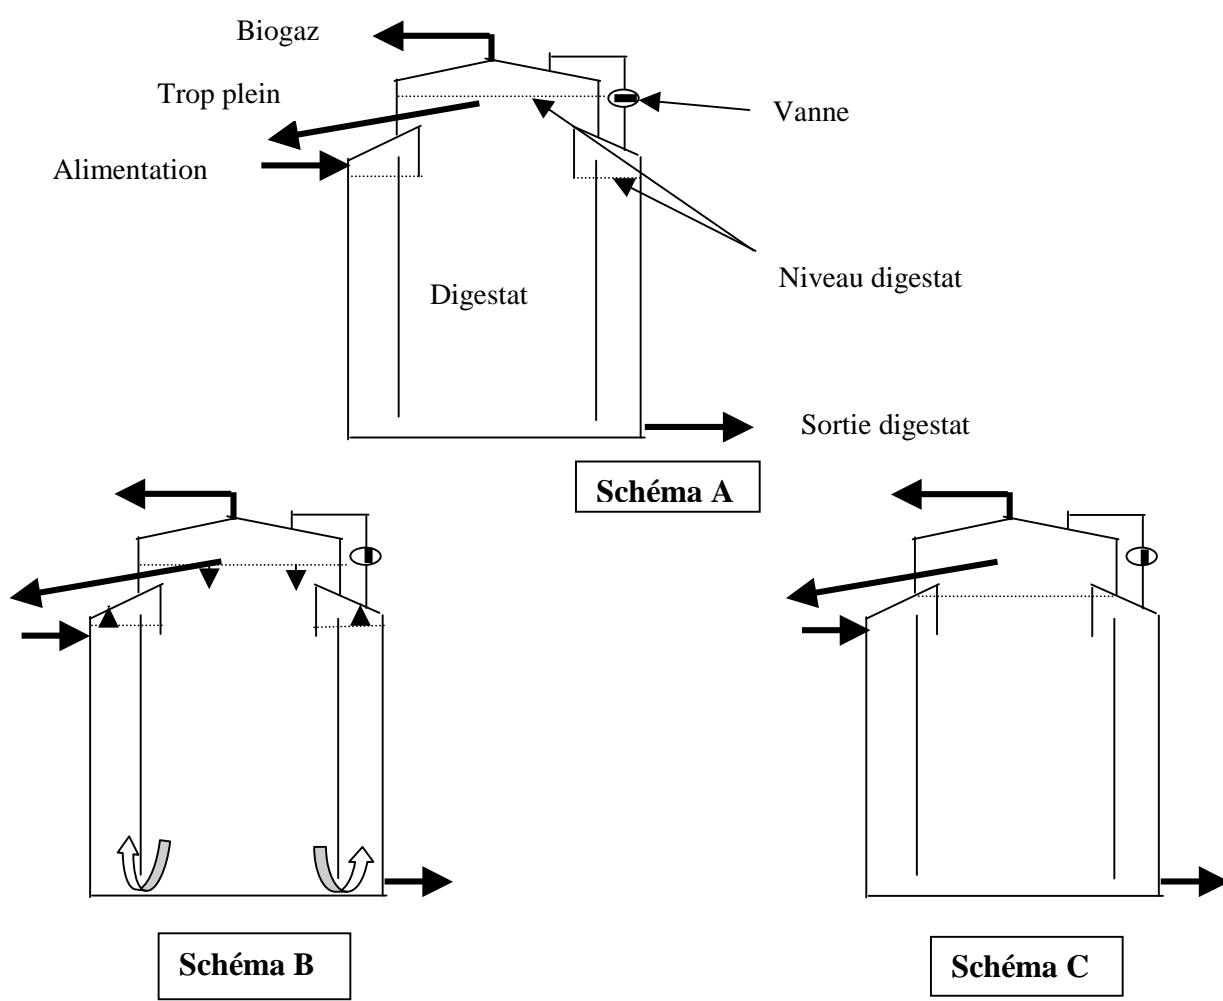 Biogaz
Trop plein
Vanne
Alimentation
Niveau digestat
Digestat
Sortie digestat
Schéma A
Schéma B
Schéma C